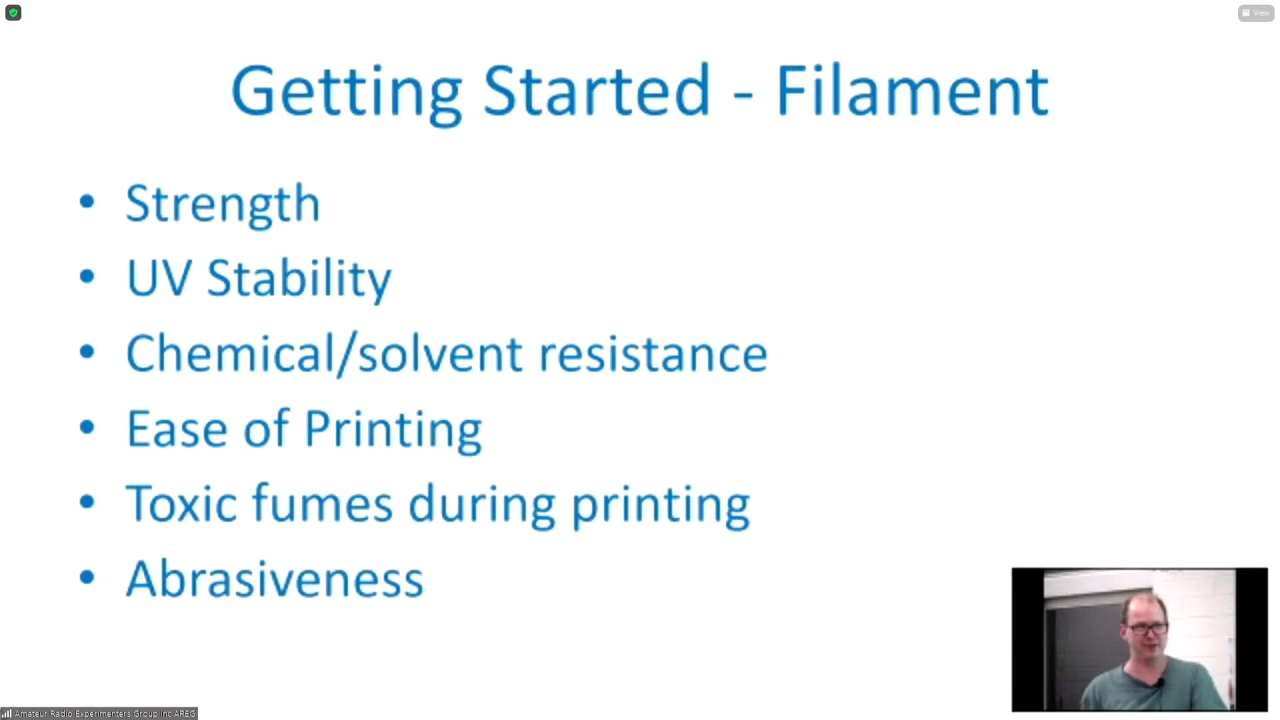 View
Getting Started - Filament
• Strength
• UV Stability
• Chemical/solvent resistance
• Ease of Printing
• Toxic fumes during printing
• Abrasiveness
Amateur Radio Experimenters Group Inc AREG